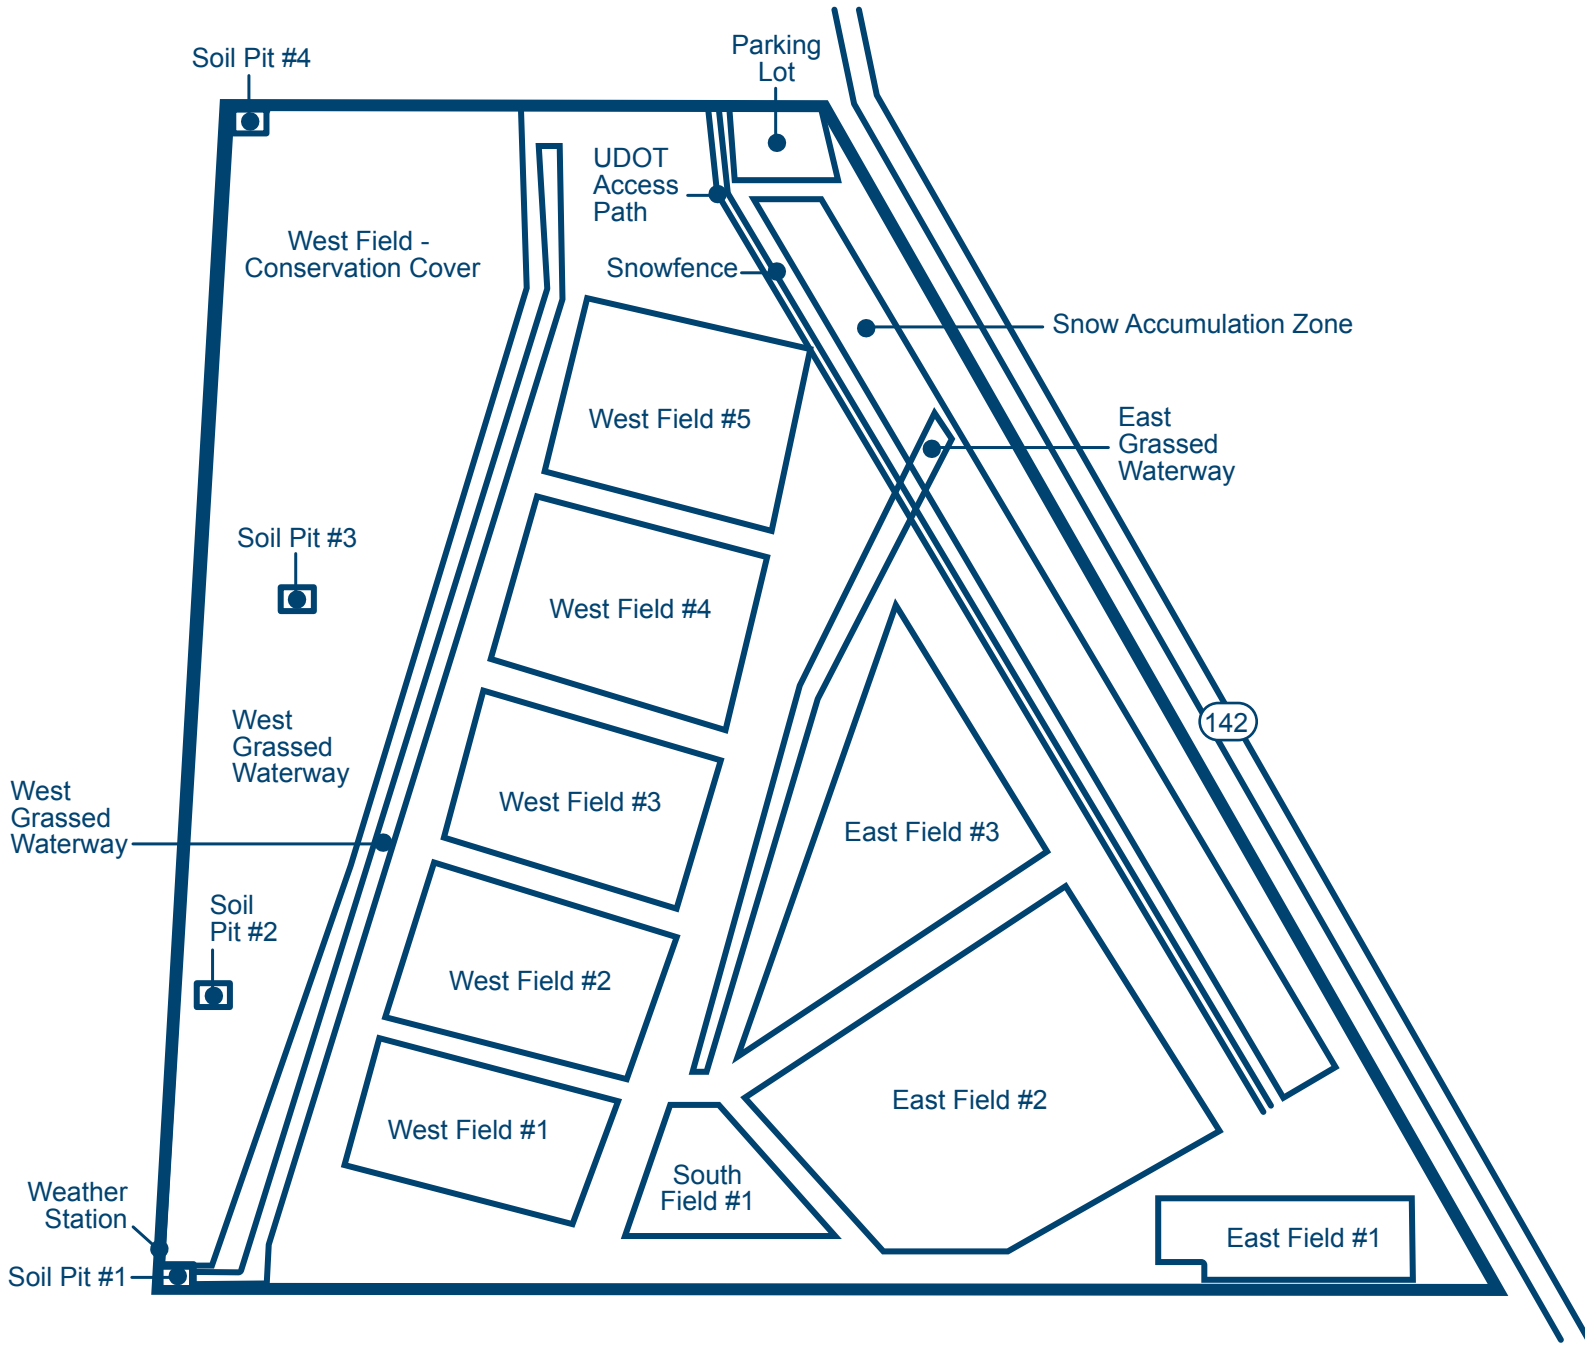 Soil Pit #4
Parking
Lot
UDOT
Access
Path
West Field -
Conservation Cover
Snowfence
Snow Accumulation Zone
West Field #5
East
Grassed
Waterway
Soil Pit #3
West Field #4
West
Grassed
Waterway
142
West
Grassed
Waterway
West Field #3
East Field #3
Soil
Pit #2
West Field #2
East Field #2
West Field #1
South
Field #1
Weather
Station
East Field #1
Soil Pit #1